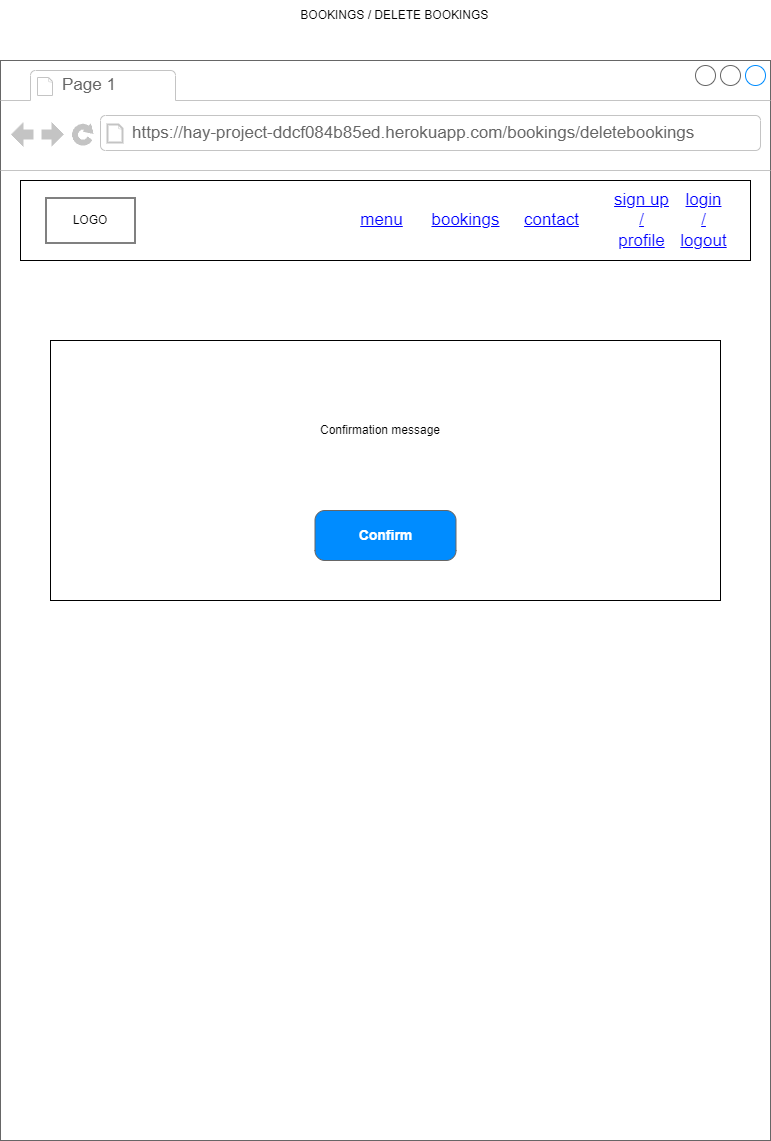 BOOKINGS / DELETE BOOKINGS
Page 1
https://hay-project-ddcf084b85ed.herokuapp.com/bookings/deletebookings
LOGO
menu
bookings
contact
sign up
/
profile
login
/
logout
Confirmation message
Confirm